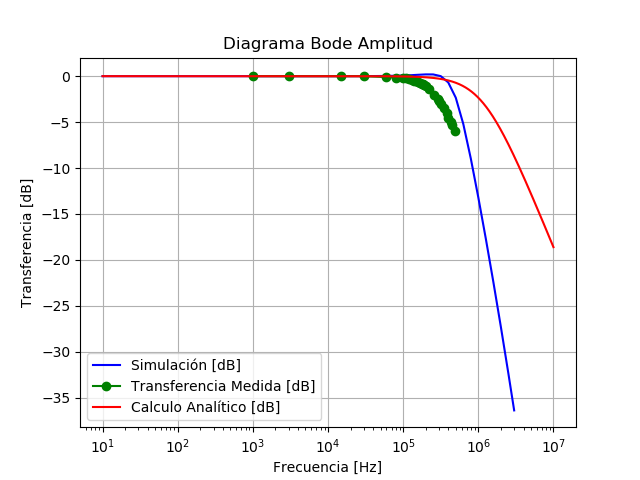 Diagrama Bode Amplitud
Transferencia [dB]
0
−5
−10
−15
−20
−25
−30
−35
Simulación [dB]
Transferencia Medida [dB]
Calculo Analítico [dB]
10¹ 10² 10³ 10⁴ 10⁵ 10⁶ 10⁷
Frecuencia [Hz]